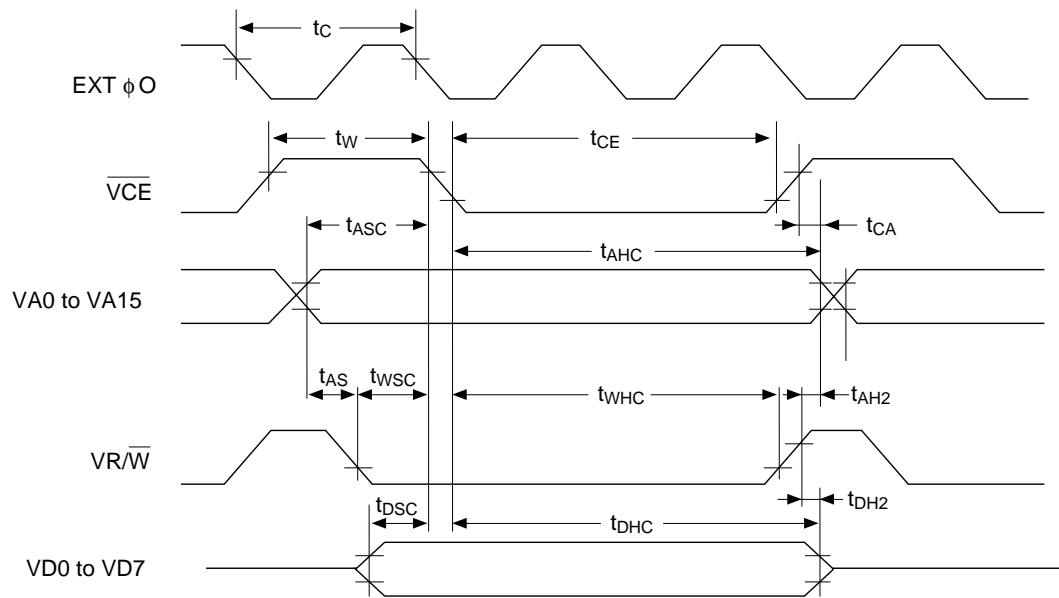 tC
EXT ϕ O
tW
tCE
VCE
tASC
tCA
tAHC
VA0 to VA15
tAS
tWSC
tWHC
tAH2
VR/W
tDSC
tDH2
tDHC
VD0 to VD7